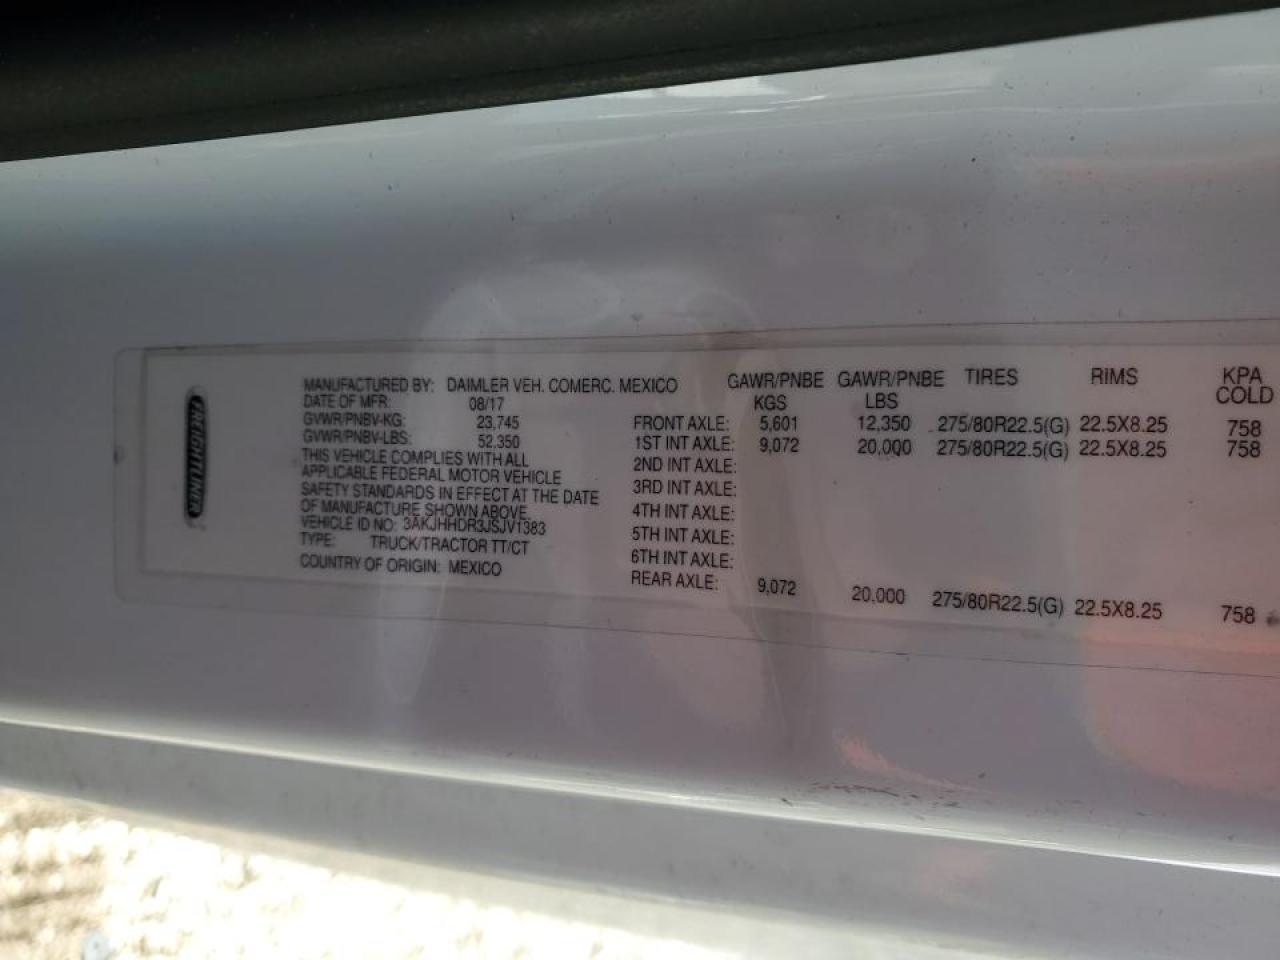 FREIGHTLINER
MANUFACTURED BY: DAIMLER VEH. COMERC. MEXICO
DATE OF MFR: 08/17
GVWR/PNBV-KG: 23,745
GVWR/PNBV-LBS: 52,350
THIS VEHICLE COMPLIES WITH ALL
APPLICABLE FEDERAL MOTOR VEHICLE
SAFETY STANDARDS IN EFFECT AT THE DATE
OF MANUFACTURE SHOWN ABOVE.
VEHICLE ID NO: 3AKJHHDR3JSJV1383
TYPE: TRUCK/TRACTOR TT/CT
COUNTRY OF ORIGIN: MEXICO
GAWR/PNBE GAWR/PNBE TIRES RIMS KPA
KGS LBS COLD
FRONT AXLE: 5,601 12,350 275/80R22.5(G) 22.5X8.25 758
1ST INT AXLE: 9,072 20,000 275/80R22.5(G) 22.5X8.25 758
2ND INT AXLE:
3RD INT AXLE:
4TH INT AXLE:
5TH INT AXLE:
6TH INT AXLE:
REAR AXLE: 9,072 20,000 275/80R22.5(G) 22.5X8.25 758